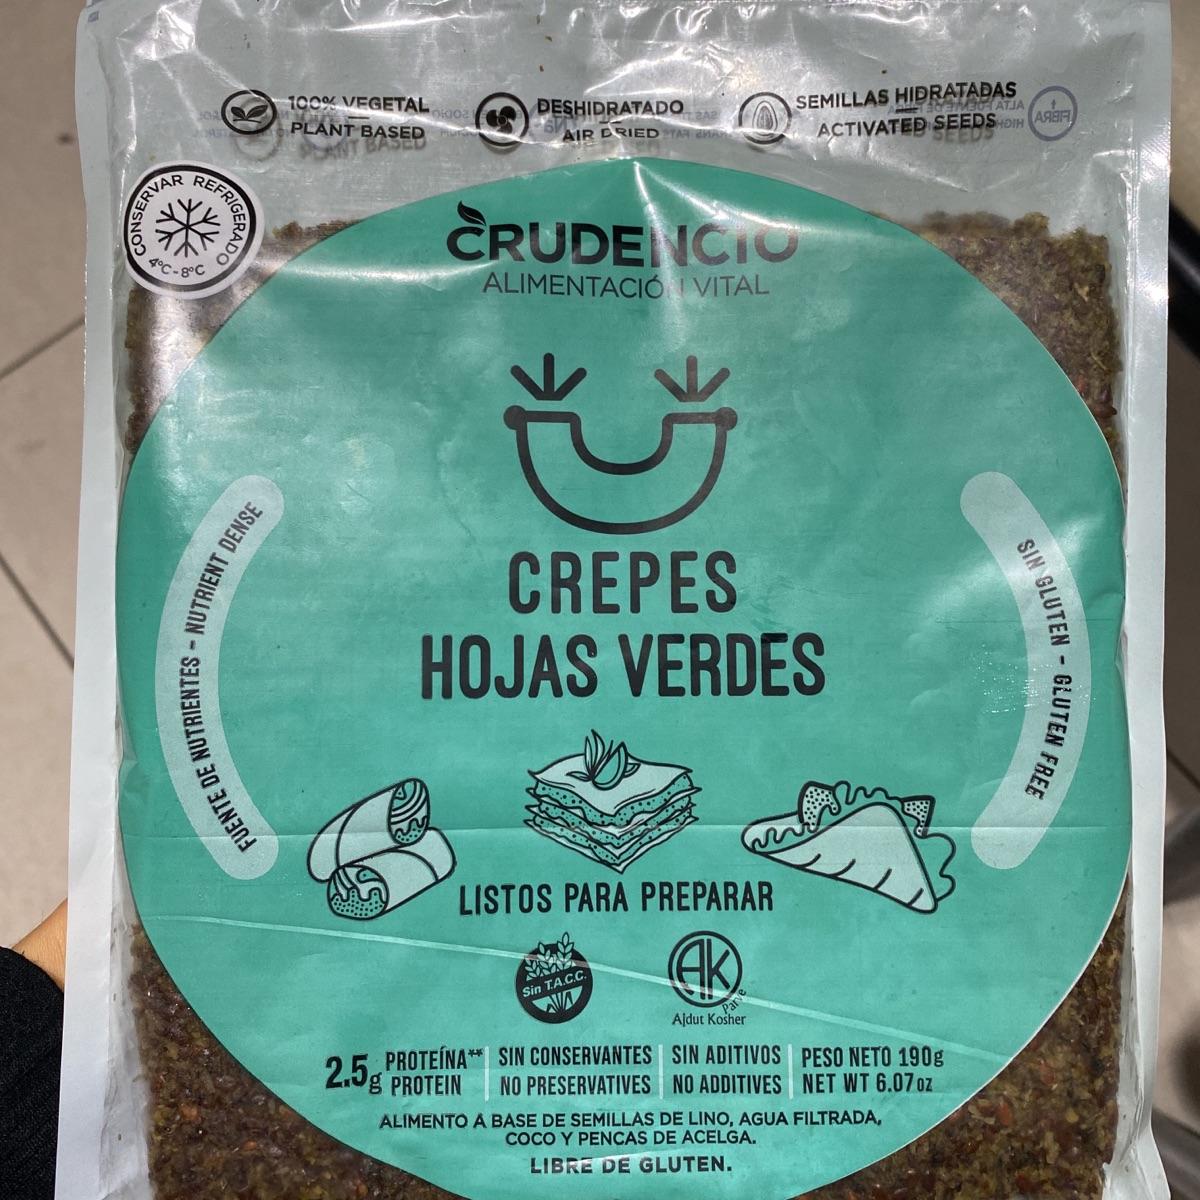 100% VEGETAL
PLANT BASED
DESHIDRATADO
AIR DRIED
SEMILLAS HIDRATADAS
ACTIVATED SEEDS
FIBRA
CONSERVAR REFRIGERADO
4°C - 8°C
CRUDENCIO
ALIMENTACIÓN VITAL
FUENTE DE NUTRIENTES - NUTRIENT DENSE
SIN GLUTEN - GLUTEN FREE
CREPES
HOJAS VERDES
LISTOS PARA PREPARAR
Sin T.A.C.C.
AK
Parve
Ajdut Kosher
2.5g PROTEÍNA**
PROTEIN
SIN CONSERVANTES
NO PRESERVATIVES
SIN ADITIVOS
NO ADDITIVES
PESO NETO 190g
NET WT 6.07oz
ALIMENTO A BASE DE SEMILLAS DE LINO, AGUA FILTRADA,
COCO Y PENCAS DE ACELGA.
LIBRE DE GLUTEN.